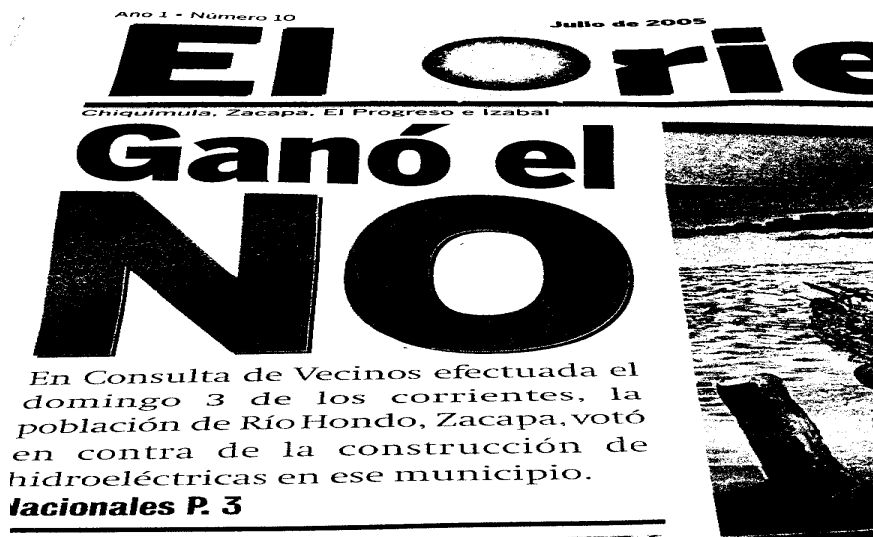 Año 1 - Número 10
Julio de 2005
El Orie
Chiquimula, Zacapa, El Progreso e Izabal
Ganó el
NO
En Consulta de Vecinos efectuada el
domingo 3 de los corrientes, la
población de Río Hondo, Zacapa, votó
en contra de la construcción de
hidroeléctricas en ese municipio.
Nacionales P. 3